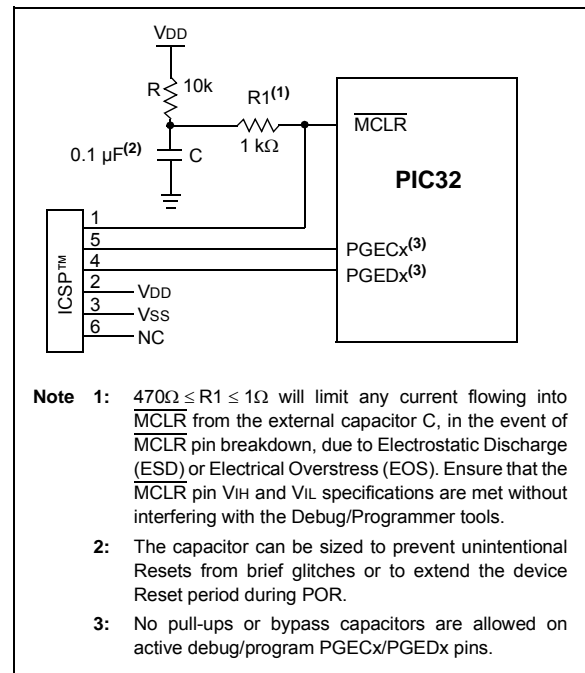 VDD
R 10k
R1(1)
0.1 µF(2) C
1 kΩ
MCLR
PIC32
ICSP™
1
5
4
2
3
6
PGECx(3)
PGEDx(3)
VDD
VSS
NC
Note 1: 470Ω ≤ R1 ≤ 1Ω will limit any current flowing into
MCLR from the external capacitor C, in the event of
MCLR pin breakdown, due to Electrostatic Discharge
(ESD) or Electrical Overstress (EOS). Ensure that the
MCLR pin VIH and VIL specifications are met without
interfering with the Debug/Programmer tools.
2: The capacitor can be sized to prevent unintentional
Resets from brief glitches or to extend the device
Reset period during POR.
3: No pull-ups or bypass capacitors are allowed on
active debug/program PGECx/PGEDx pins.